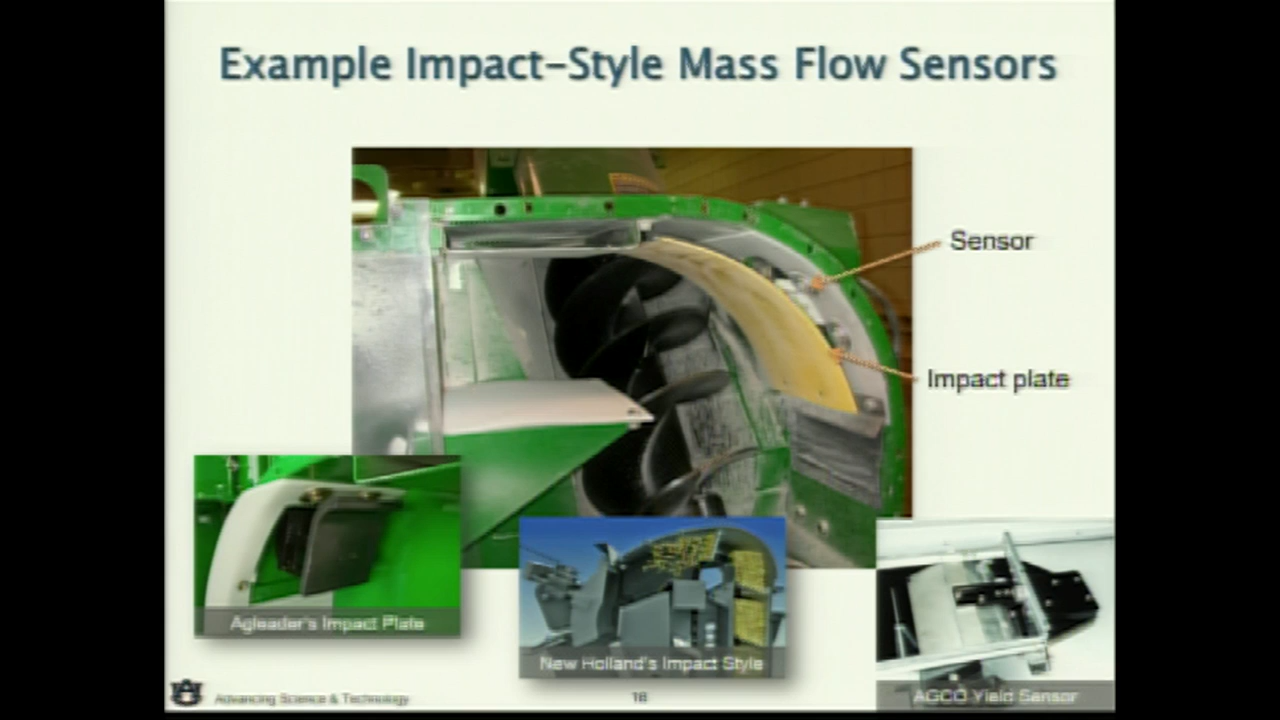 Example Impact-Style Mass Flow Sensors
Sensor
Impact plate
Agleader's Impact Plate
New Holland's Impact Style
AGCO Yield Sensor
Advancing Science & Technology
16